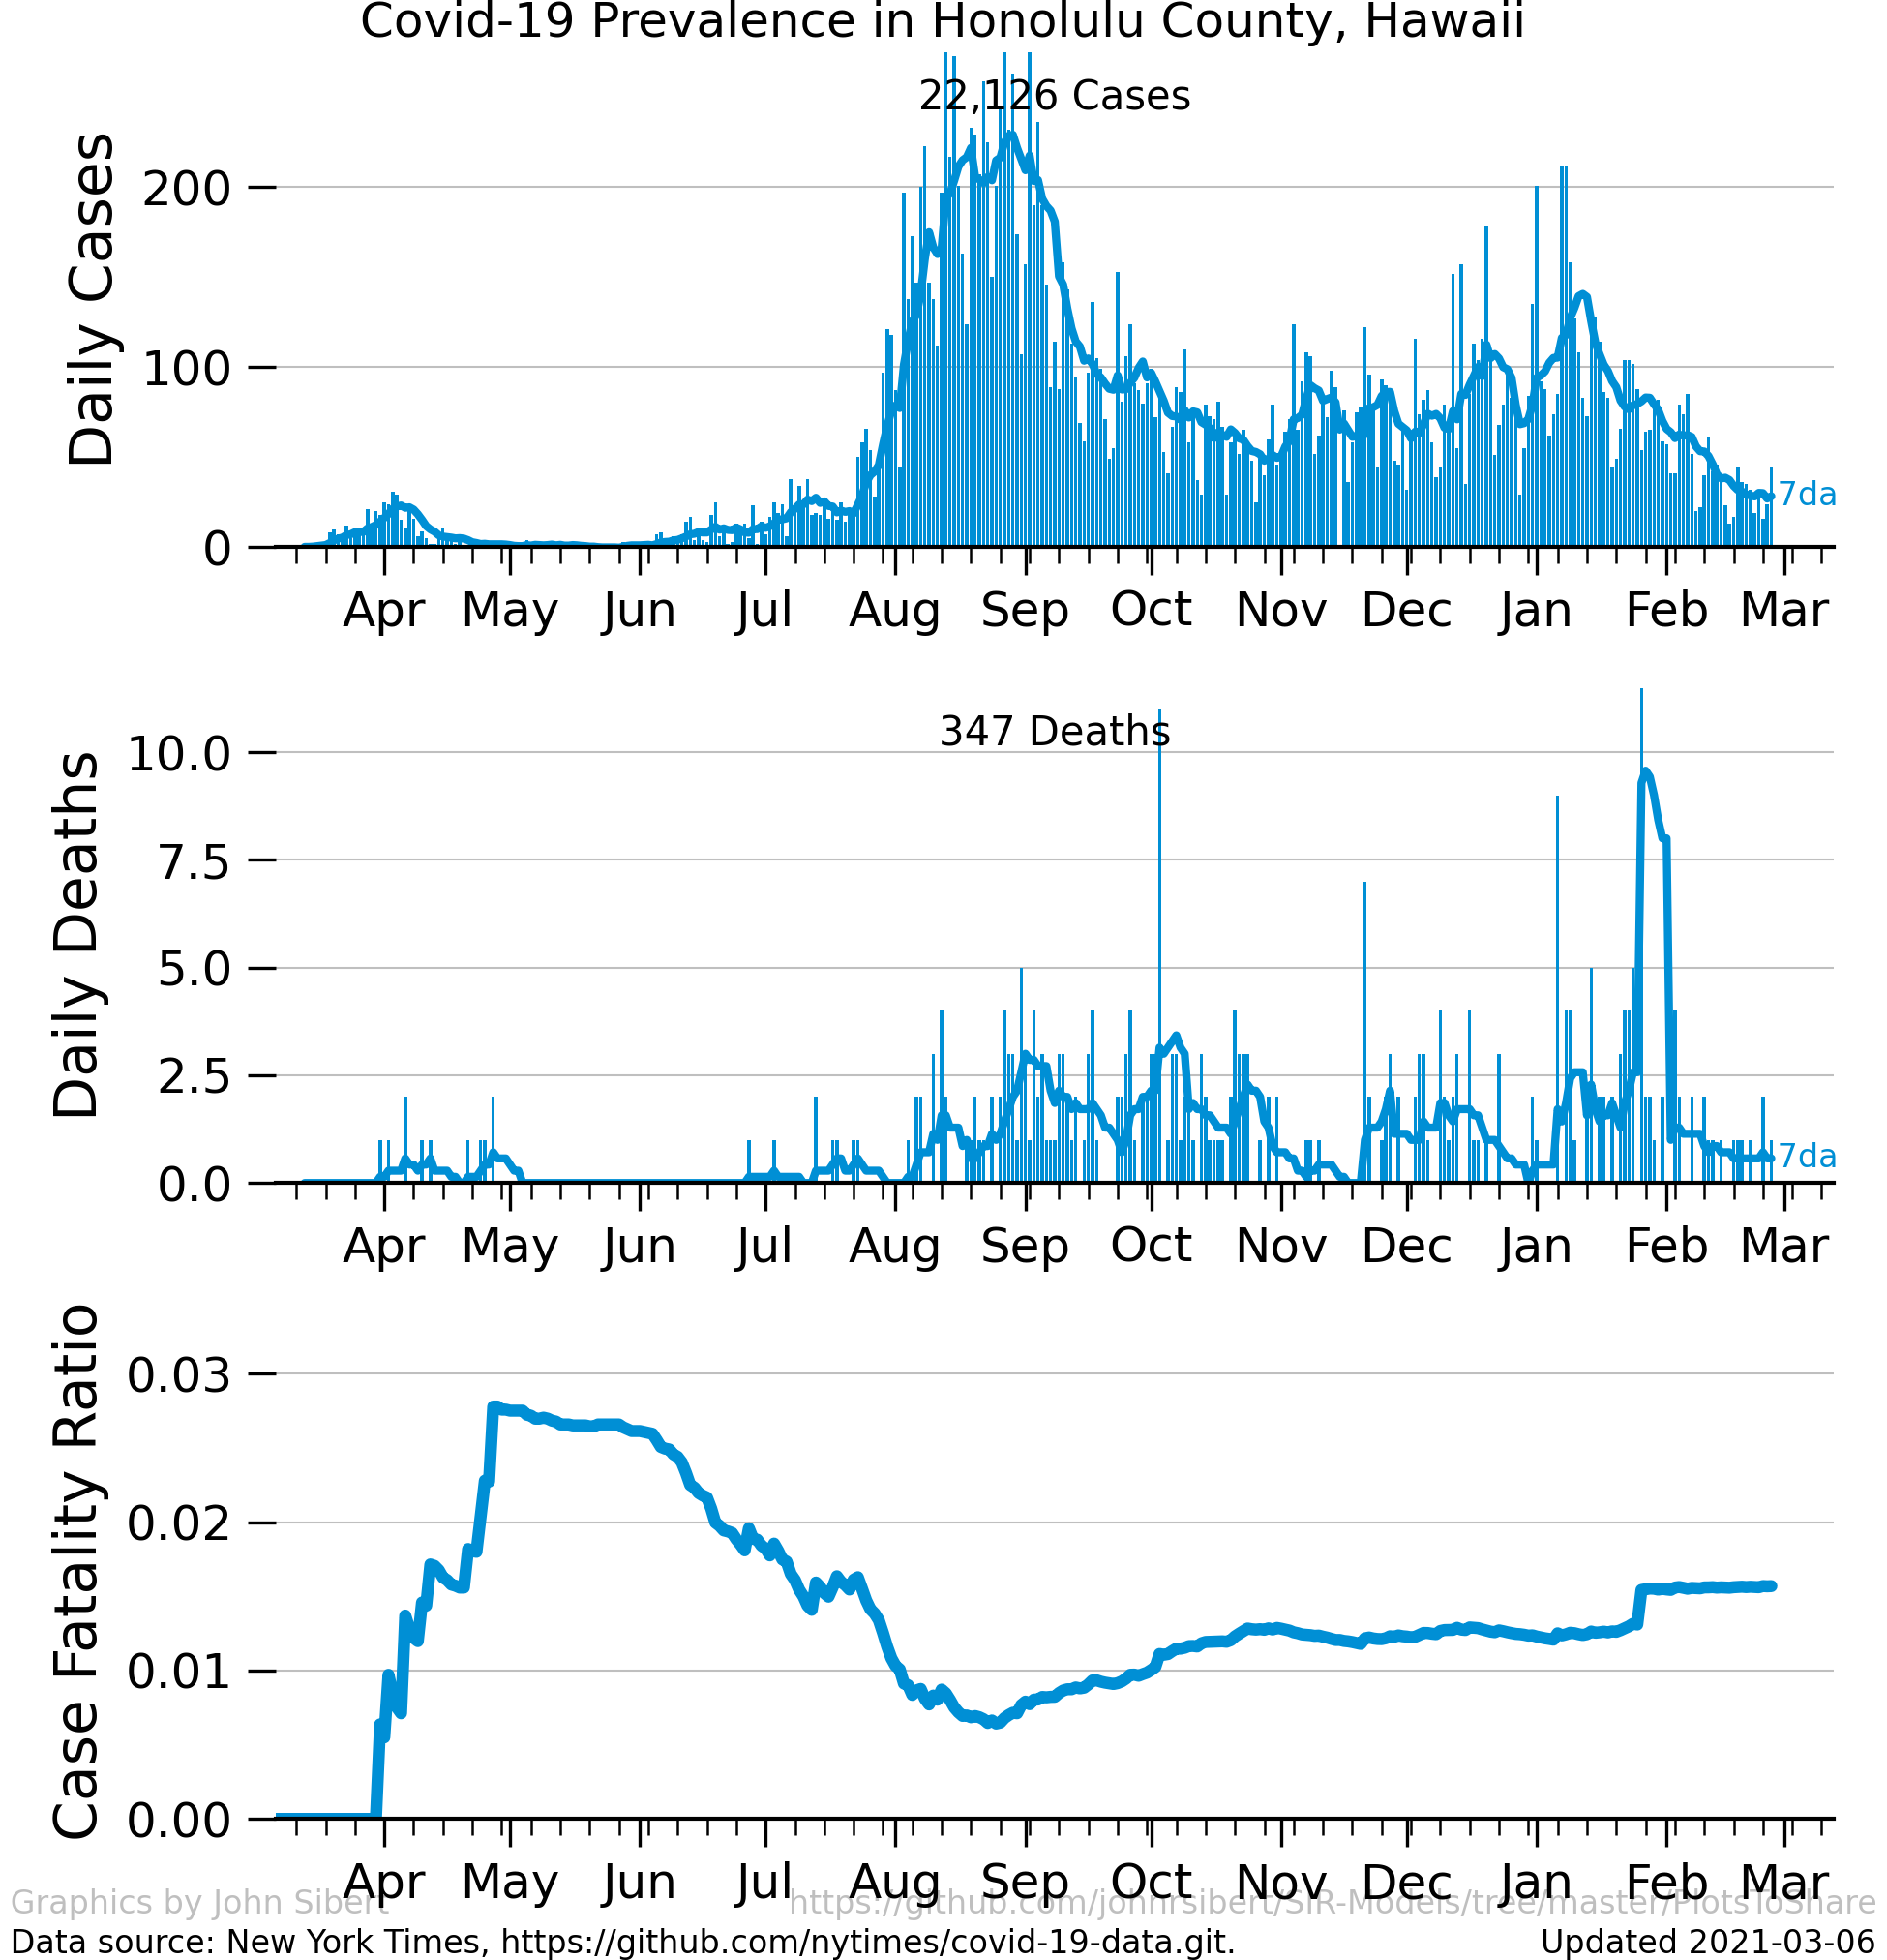 Covid-19 Prevalence in Honolulu County, Hawaii
22,126 Cases
Daily Cases
200
100
0
7da
Apr May Jun Jul Aug Sep Oct Nov Dec Jan Feb Mar
347 Deaths
Daily Deaths
10.0
7.5
5.0
2.5
0.0
7da
Apr May Jun Jul Aug Sep Oct Nov Dec Jan Feb Mar
Case Fatality Ratio
0.03
0.02
0.01
0.00
Apr May Jun Jul Aug Sep Oct Nov Dec Jan Feb Mar
Graphics by John Sibert https://github.com/johnrsibert/SIR-Models/tree/master/PlotsToShare
Data source: New York Times, https://github.com/nytimes/covid-19-data.git. Updated 2021-03-06